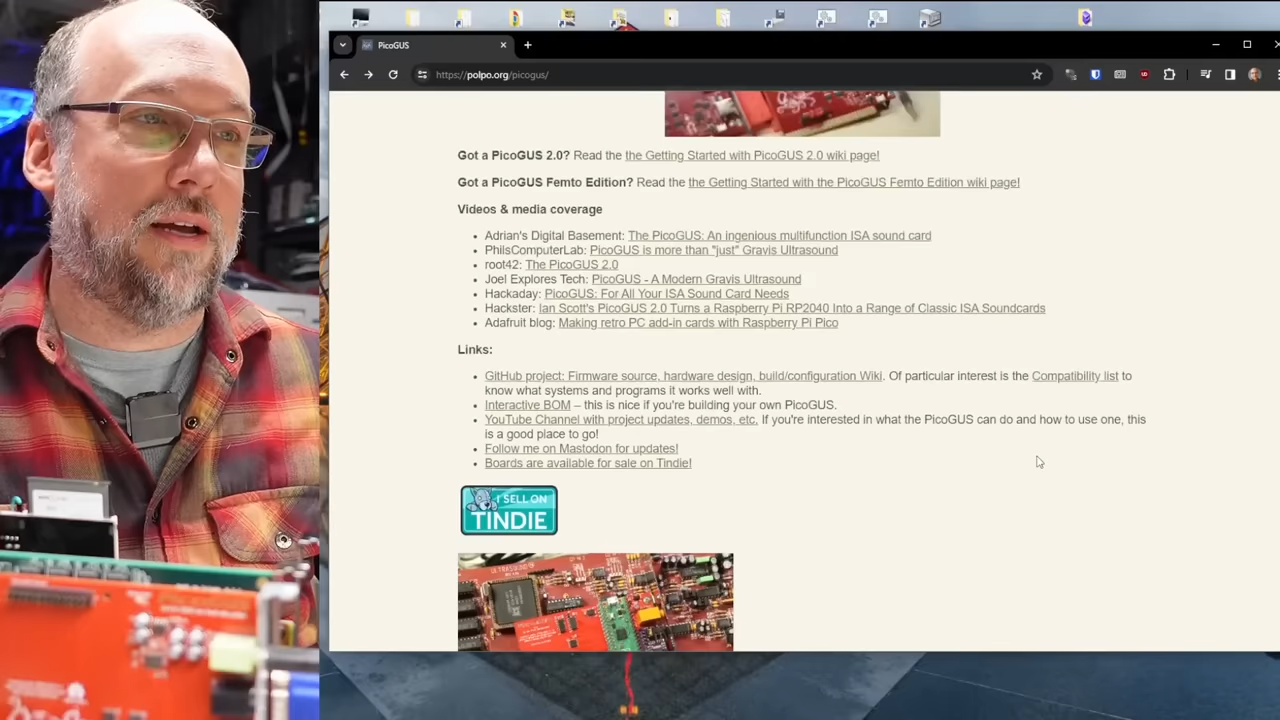 PicoGUS
https://polpo.org/picogus/
Got a PicoGUS 2.0? Read the the Getting Started with PicoGUS 2.0 wiki page!
Got a PicoGUS Femto Edition? Read the the Getting Started with the PicoGUS Femto Edition wiki page!
Videos & media coverage
Adrian's Digital Basement: The PicoGUS: An ingenious multifunction ISA sound card
PhilsComputerLab: PicoGUS is more than "just" Gravis Ultrasound
root42: The PicoGUS 2.0
Joel Explores Tech: PicoGUS - A Modern Gravis Ultrasound
Hackaday: PicoGUS: For All Your ISA Sound Card Needs
Hackster: Ian Scott's PicoGUS 2.0 Turns a Raspberry Pi RP2040 Into a Range of Classic ISA Soundcards
Adafruit blog: Making retro PC add-in cards with Raspberry Pi Pico
Links:
GitHub project: Firmware source, hardware design, build/configuration Wiki. Of particular interest is the Compatibility list to
know what systems and programs it works well with.
Interactive BOM – this is nice if you're building your own PicoGUS.
YouTube Channel with project updates, demos, etc. If you're interested in what the PicoGUS can do and how to use one, this
is a good place to go!
Follow me on Mastodon for updates!
Boards are available for sale on Tindie!
I SELL ON
TINDIE